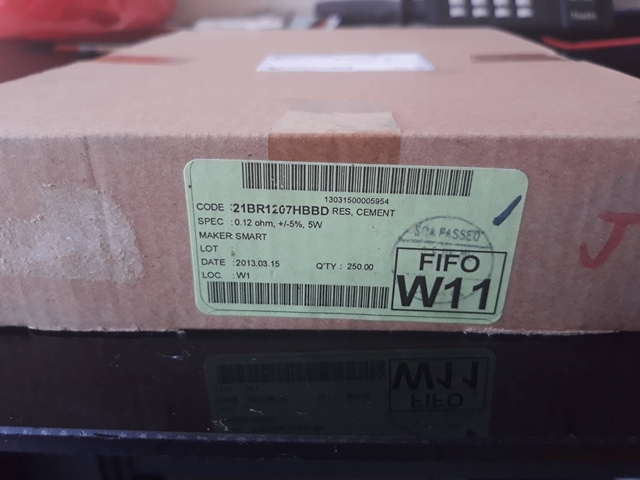 13031500005954
CODE :21BR1207HBBD RES, CEMENT
SPEC : 0.12 ohm, +/-5%, 5W
MAKER:SMART
LOT :
DATE :2013.03.15 Q'TY : 250.00
LOC. : W1
PASSED
FIFO
W11
J